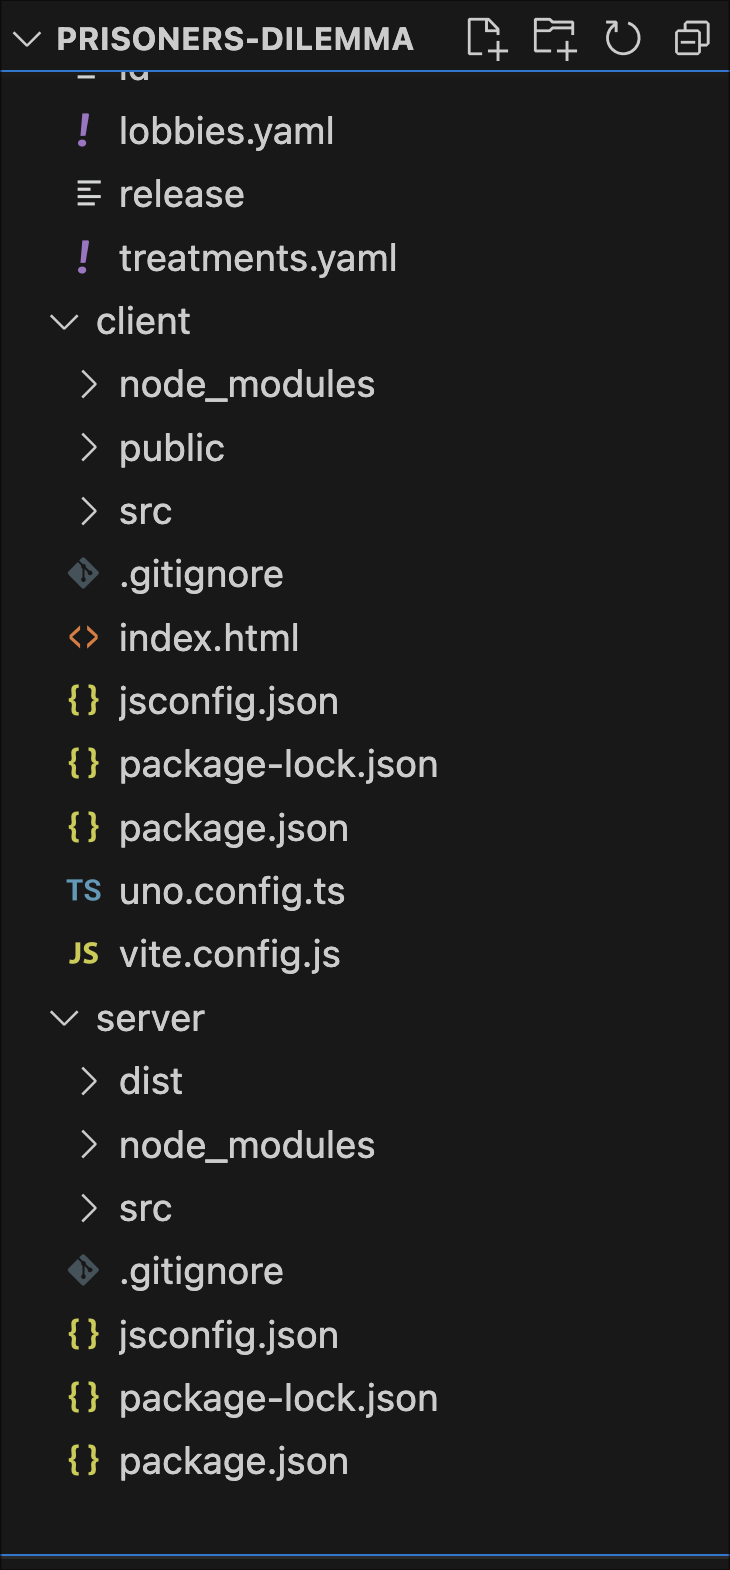 PRISONERS-DILEMMA
id
lobbies.yaml
release
treatments.yaml
client
node_modules
public
src
.gitignore
index.html
jsconfig.json
package-lock.json
package.json
TS uno.config.ts
JS vite.config.js
server
dist
node_modules
src
.gitignore
jsconfig.json
package-lock.json
package.json